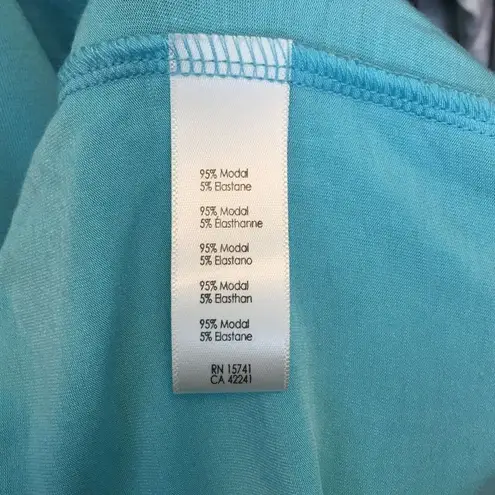 95% Modal
5% Elastane
95% Modal
5% Elasthanne
95% Modal
5% Elastano
95% Modal
5% Elasthan
95% Modal
5% Elastane
RN 15741
CA 42241